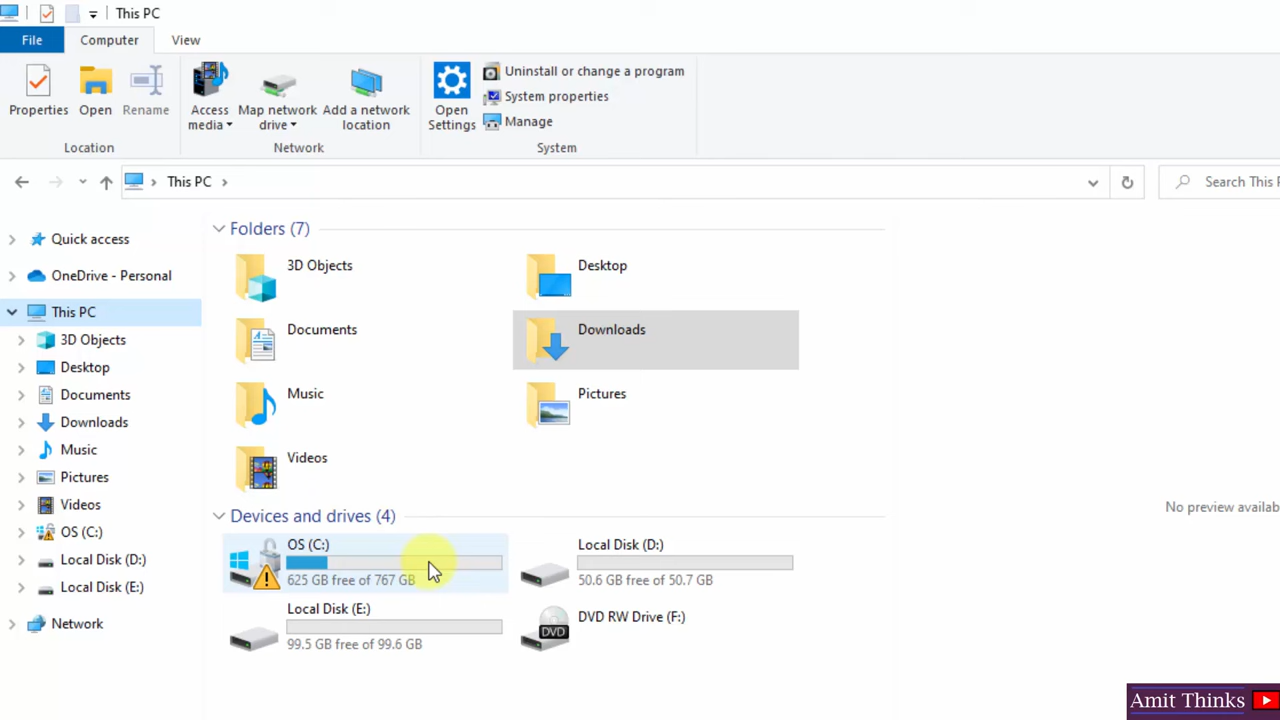 This PC
File
Computer
View
Properties
Open
Rename
Location
Access media
Map network drive
Add a network location
Network
Open Settings
Uninstall or change a program
System properties
Manage
System
This PC
Search This P
Quick access
OneDrive - Personal
This PC
3D Objects
Desktop
Documents
Downloads
Music
Pictures
Videos
OS (C:)
Local Disk (D:)
Local Disk (E:)
Network
Folders (7)
3D Objects
Desktop
Documents
Downloads
Music
Pictures
Videos
Devices and drives (4)
OS (C:)
625 GB free of 767 GB
Local Disk (D:)
50.6 GB free of 50.7 GB
Local Disk (E:)
99.5 GB free of 99.6 GB
DVD RW Drive (F:)
DVD
No preview availab
Amit Thinks